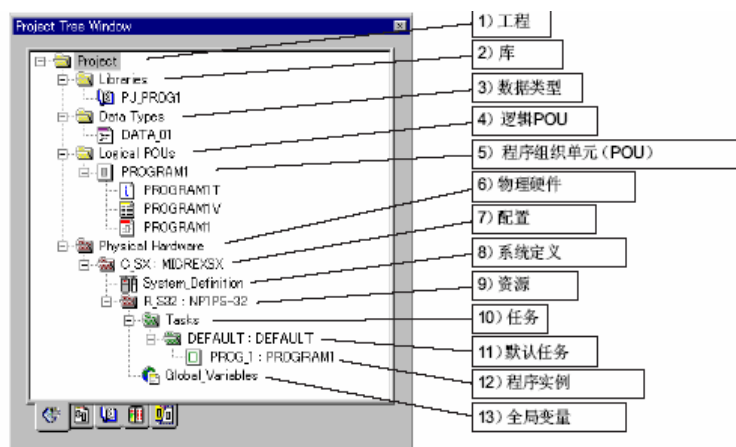 Project Tree Window
Project
Libraries
PJ_PROG1
Data Types
DATA_01
Logical POUs
PROGRAM1
PROGRAM1T
PROGRAM1V
PROGRAM1
Physical Hardware
C_SX : MICREXSX
System_Definition
R_S32 : NP1PS-32
Tasks
DEFAULT : DEFAULT
PROG_1 : PROGRAM1
Global_Variables
1) 工程
2) 库
3) 数据类型
4) 逻辑POU
5) 程序组织单元（POU）
6) 物理硬件
7) 配置
8) 系统定义
9) 资源
10) 任务
11) 默认任务
12) 程序实例
13) 全局变量